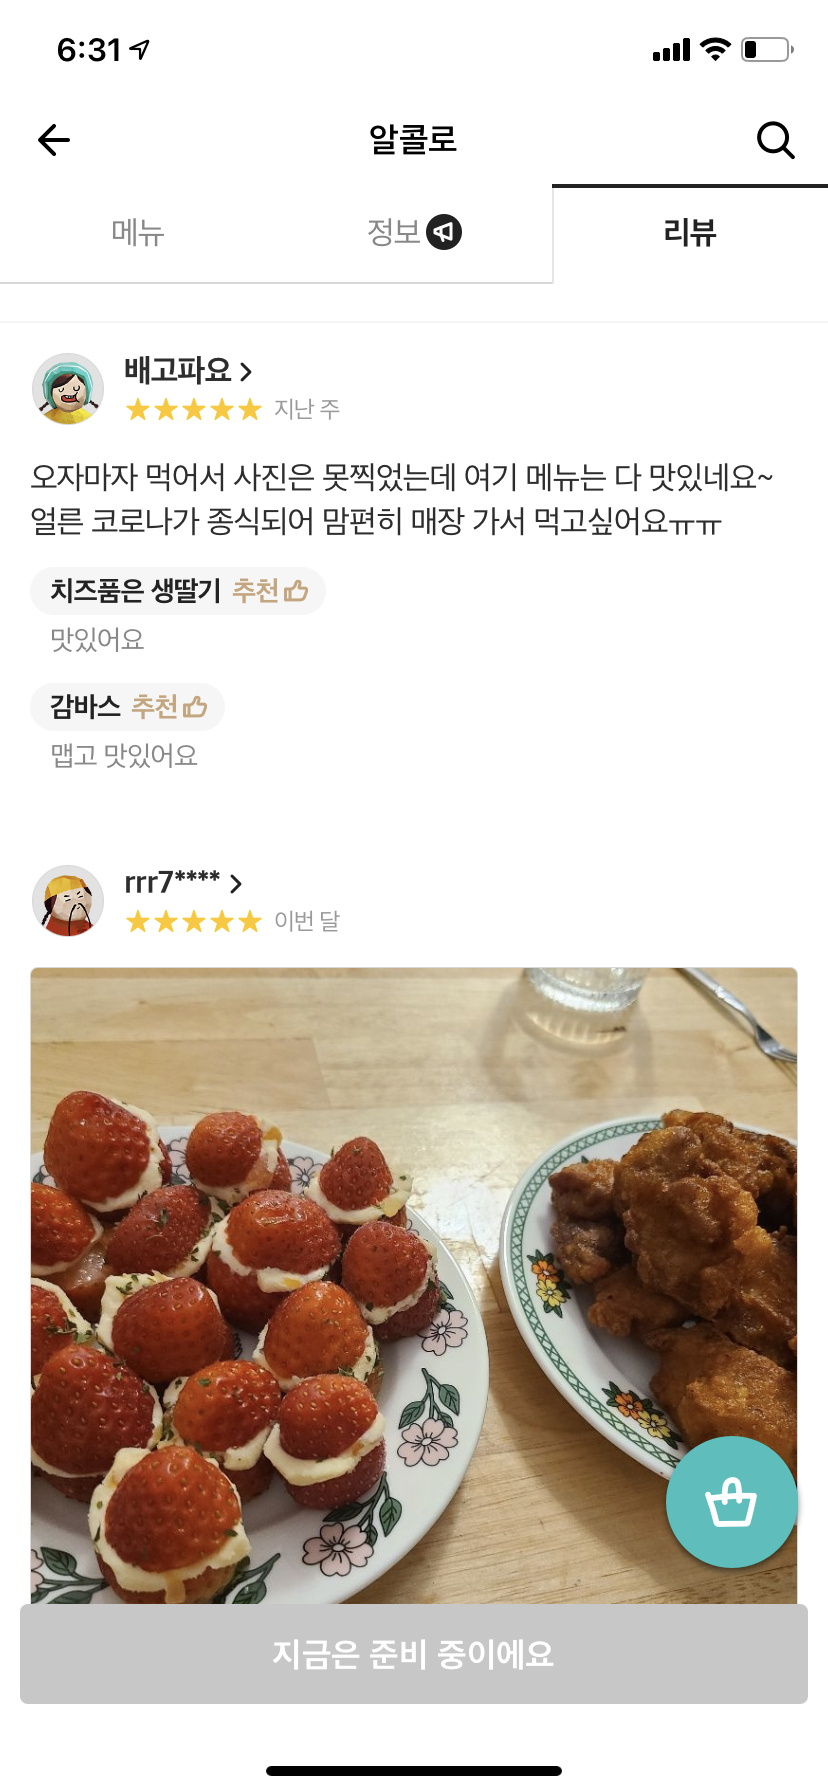 6:31
알콜로
메뉴
정보
리뷰
배고파요
지난 주
오자마자 먹어서 사진은 못찍었는데 여기 메뉴는 다 맛있네요~
얼른 코로나가 종식되어 맘편히 매장 가서 먹고싶어요ㅠㅠ
치즈품은 생딸기 추천
맛있어요
감바스 추천
맵고 맛있어요
rrr7****
이번 달
지금은 준비 중이에요